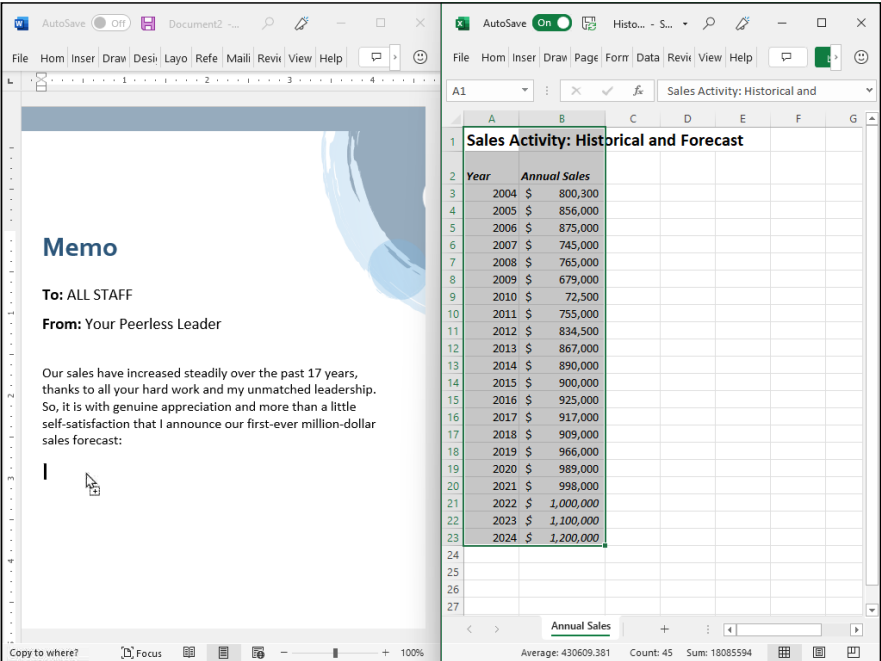 AutoSave Off Document2 -...
File Hom Inser Draw Desi Layo Refe Maili Revie View Help
1 2 3 4
Memo
To: ALL STAFF
From: Your Peerless Leader
Our sales have increased steadily over the past 17 years,
thanks to all your hard work and my unmatched leadership.
So, it is with genuine appreciation and more than a little
self-satisfaction that I announce our first-ever million-dollar
sales forecast:
Copy to where? Focus 100%
AutoSave On Histo... - S...
File Hom Inser Draw Page Form Data Revie View Help
A1 fx Sales Activity: Historical and
A B C D E F G
1 Sales Activity: Historical and Forecast
2 Year Annual Sales
3 2004 $ 800,300
4 2005 $ 856,000
5 2006 $ 875,000
6 2007 $ 745,000
7 2008 $ 765,000
8 2009 $ 679,000
9 2010 $ 72,500
10 2011 $ 755,000
11 2012 $ 834,500
12 2013 $ 867,000
13 2014 $ 890,000
14 2015 $ 900,000
15 2016 $ 925,000
16 2017 $ 917,000
17 2018 $ 909,000
18 2019 $ 966,000
19 2020 $ 989,000
20 2021 $ 998,000
21 2022 $ 1,000,000
22 2023 $ 1,100,000
23 2024 $ 1,200,000
24
25
26
27
Annual Sales
Average: 430609.381 Count: 45 Sum: 18085594